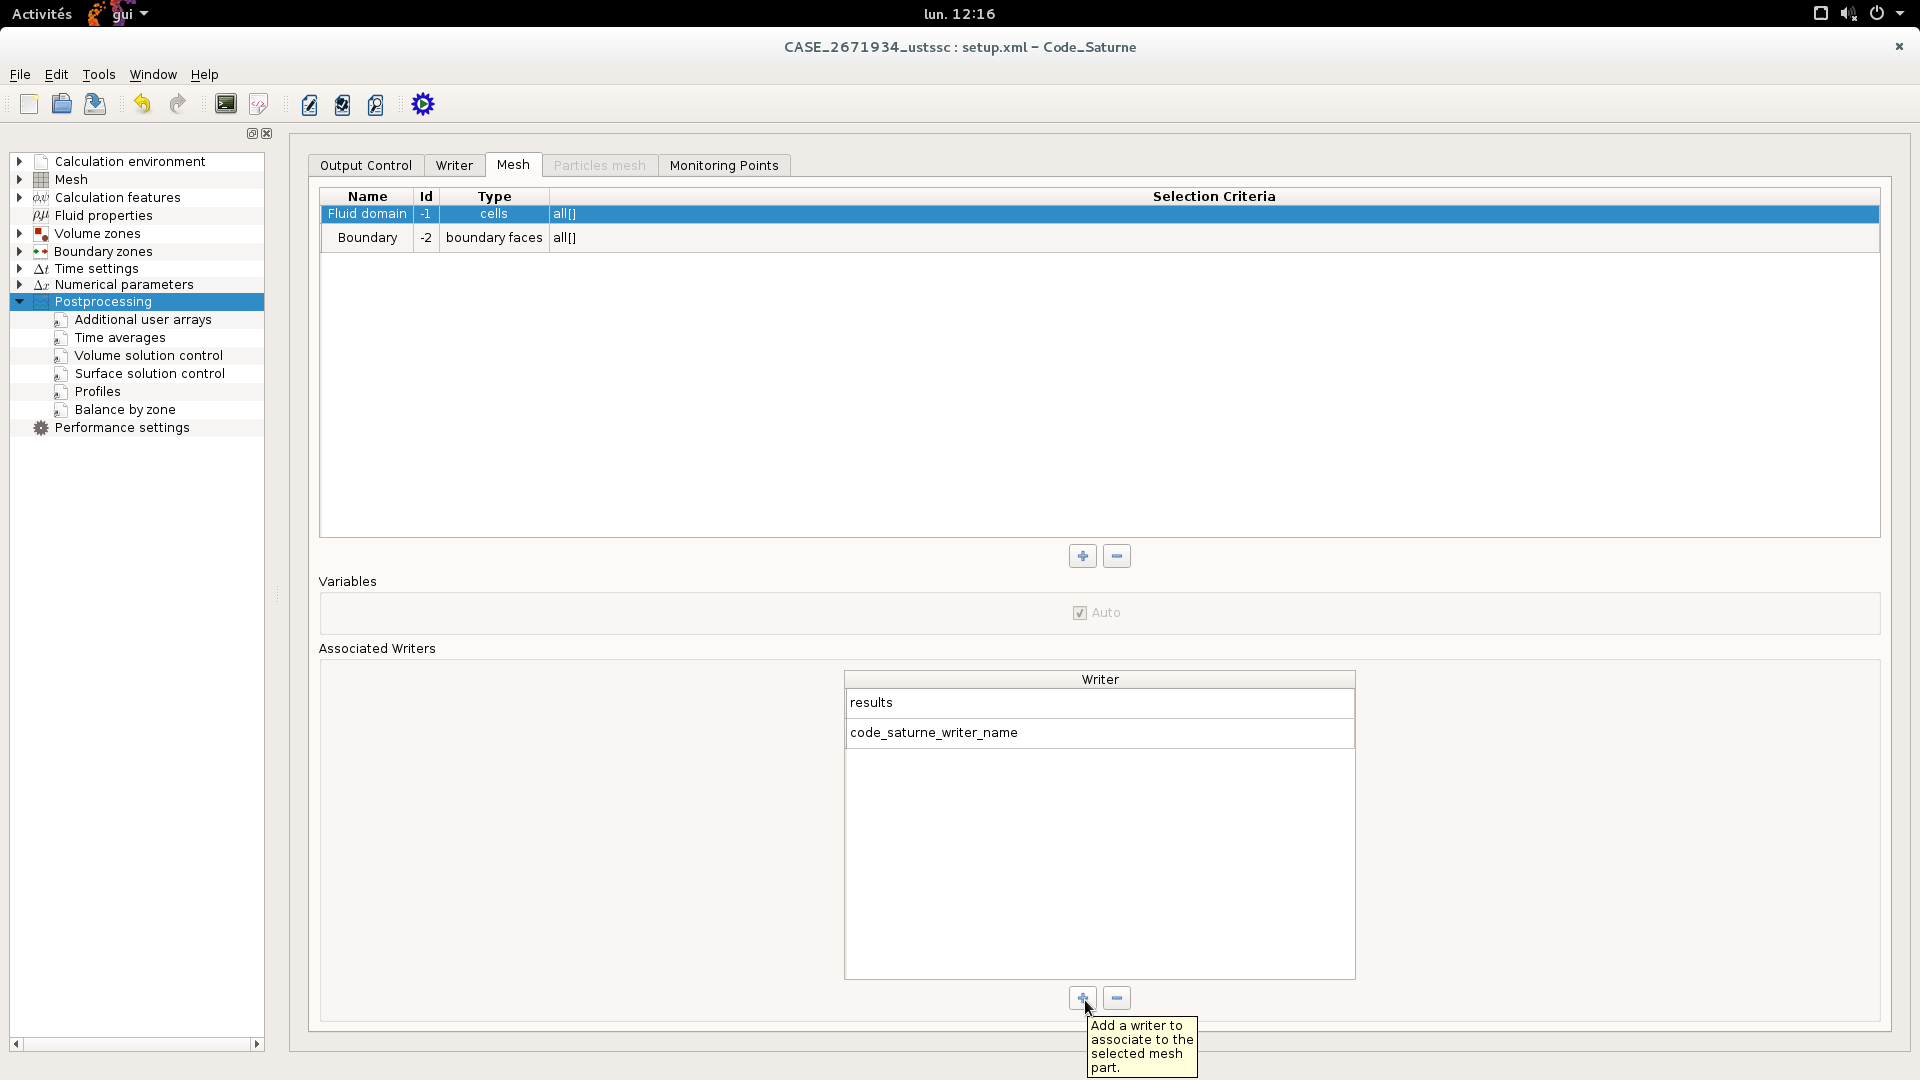 Activités gui lun. 12:16
CASE_2671934_ustssc : setup.xml – Code_Saturne
File Edit Tools Window Help
Calculation environment
Mesh
Calculation features
Fluid properties
Volume zones
Boundary zones
Δt Time settings
Δx Numerical parameters
Postprocessing
Additional user arrays
Time averages
Volume solution control
Surface solution control
Profiles
Balance by zone
Performance settings
Output Control Writer Mesh Particles mesh Monitoring Points
Name Id Type Selection Criteria
Fluid domain -1 cells all[]
Boundary -2 boundary faces all[]
Variables
Auto
Associated Writers
Writer
results
code_saturne_writer_name
Add a writer to
associate to the
selected mesh
part.